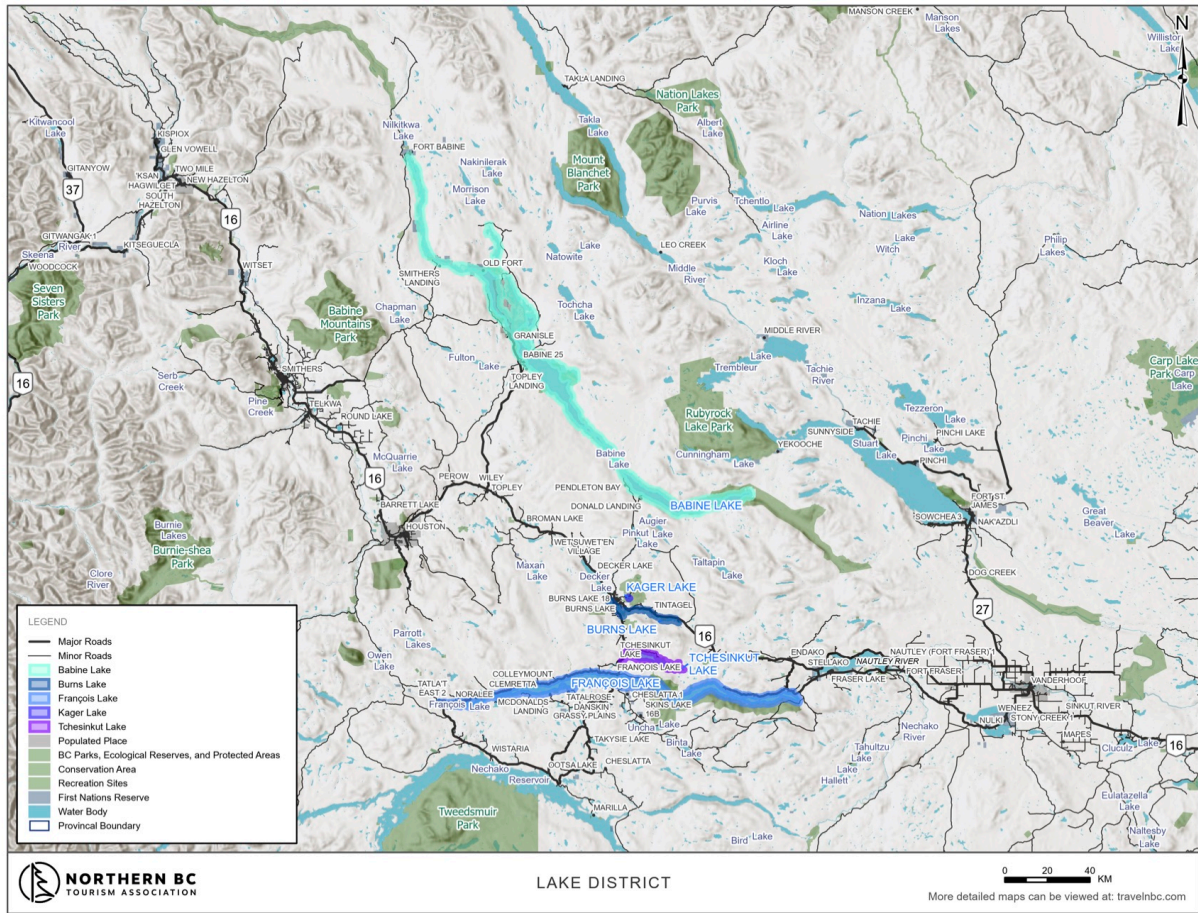 MANSON CREEK
Manson
Lakes
N
Williston
Lake
TAKLA LANDING
Nation Lakes
Park
Albert
Lake
Kitwancool
Lake
KISPIOX
GLEN VOWELL
Nilkitkwa
Lake
FORT BABINE
Takla
Lake
Mount
Blanchet
Park
GITANYOW
'KSAN
TWO MILE
HAGWILGET
NEW HAZELTON
SOUTH
HAZELTON
37
16
Nakinilerak
Lake
Morrison
Lake
Purvis
Lake
Tchentlo
Lake
Nation Lakes
Airline
Lake
Lake
Witch
GITWANGAK 1
KITSEGUECLA
Skeena
River
WOODCOCK
Seven
Sisters
Park
WITSET
SMITHERS
LANDING
OLD FORT
Lake
Natowite
LEO CREEK
Middle
River
Kloch
Lake
Philip
Lakes
Babine
Mountains
Park
Chapman
Lake
Tochcha
Lake
Inzana
Lake
GRANISLE
BABINE 25
MIDDLE RIVER
16
SMITHERS
Serb
Creek
Pine
Creek
TELKWA
ROUND LAKE
Fulton
Lake
TOPLEY
LANDING
Lake
Trembleur
Tachie
River
Carp Lake
Park
Carp
Lake
Rubyrock
Lake Park
Tezzeron
Lake
TACHIE
SUNNYSIDE
Stuart
Lake
Pinchi
Lake
PINCHI LAKE
PINCHI
YEKOOCHE
Cunningham
Lake
McQuarrie
Lake
16
Babine
Lake
PEROW
WILEY
TOPLEY
PENDLETON BAY
BABINE LAKE
BARRETT LAKE
HOUSTON
DONALD LANDING
FORT ST.
JAMES
SOWCHEA 3
NAK'AZDLI
Great
Beaver
Lake
BROMAN LAKE
Augier
Lake
Pinkut
Lake
Burnie
Lakes
Burnie-shea
Park
WET'SUWET'EN
VILLAGE
Clore
River
Maxan
Lake
DECKER LAKE
Decker
Lake
Taltapin
Lake
DOG CREEK
KAGER LAKE
BURNS LAKE 18
BURNS LAKE
TINTAGEL
BURNS LAKE
27
16
Parrott
Lakes
Owen
Lake
TCHESINKUT
LAKE
TCHESINKUT
LAKE
FRANÇOIS LAKE
ENDAKO
STELLAKO
NAUTLEY RIVER
NAUTLEY (FORT FRASER) 1
FORT FRASER
FRASER LAKE
VANDERHOOF
COLLEYMOUNT
CLEMRETTA
FRANÇOIS LAKE
TATLA'T
EAST 2
NORALEE
François
Lake
MCDONALDS
LANDING
TATALROSE
DANSKIN
GRASSY PLAINS
CHESLATTA 1
SKINS LAKE
16B
Uncha
Lake
SINKUT RIVER
WENEEZ
STONY CREEK 1
NULKI
MAPES
Nechako
River
TAKYSIE LAKE
Binta
Lake
Cluculz
Lake
16
WISTARIA
OOTSA LAKE
CHESLATTA
Nechako
Reservoir
Tahultzu
Lake
Lake
Hallett
Eulatazella
Lake
MARILLA
Tweedsmuir
Park
Bird
Lake
Naltesby
Lake
LEGEND
Major Roads
Minor Roads
Babine Lake
Burns Lake
François Lake
Kager Lake
Tchesinkut Lake
Populated Place
BC Parks, Ecological Reserves, and Protected Areas
Conservation Area
Recreation Sites
First Nations Reserve
Water Body
Provincal Boundary
NORTHERN BC
TOURISM ASSOCIATION
LAKE DISTRICT
0 20 40
KM
More detailed maps can be viewed at: travelnbc.com